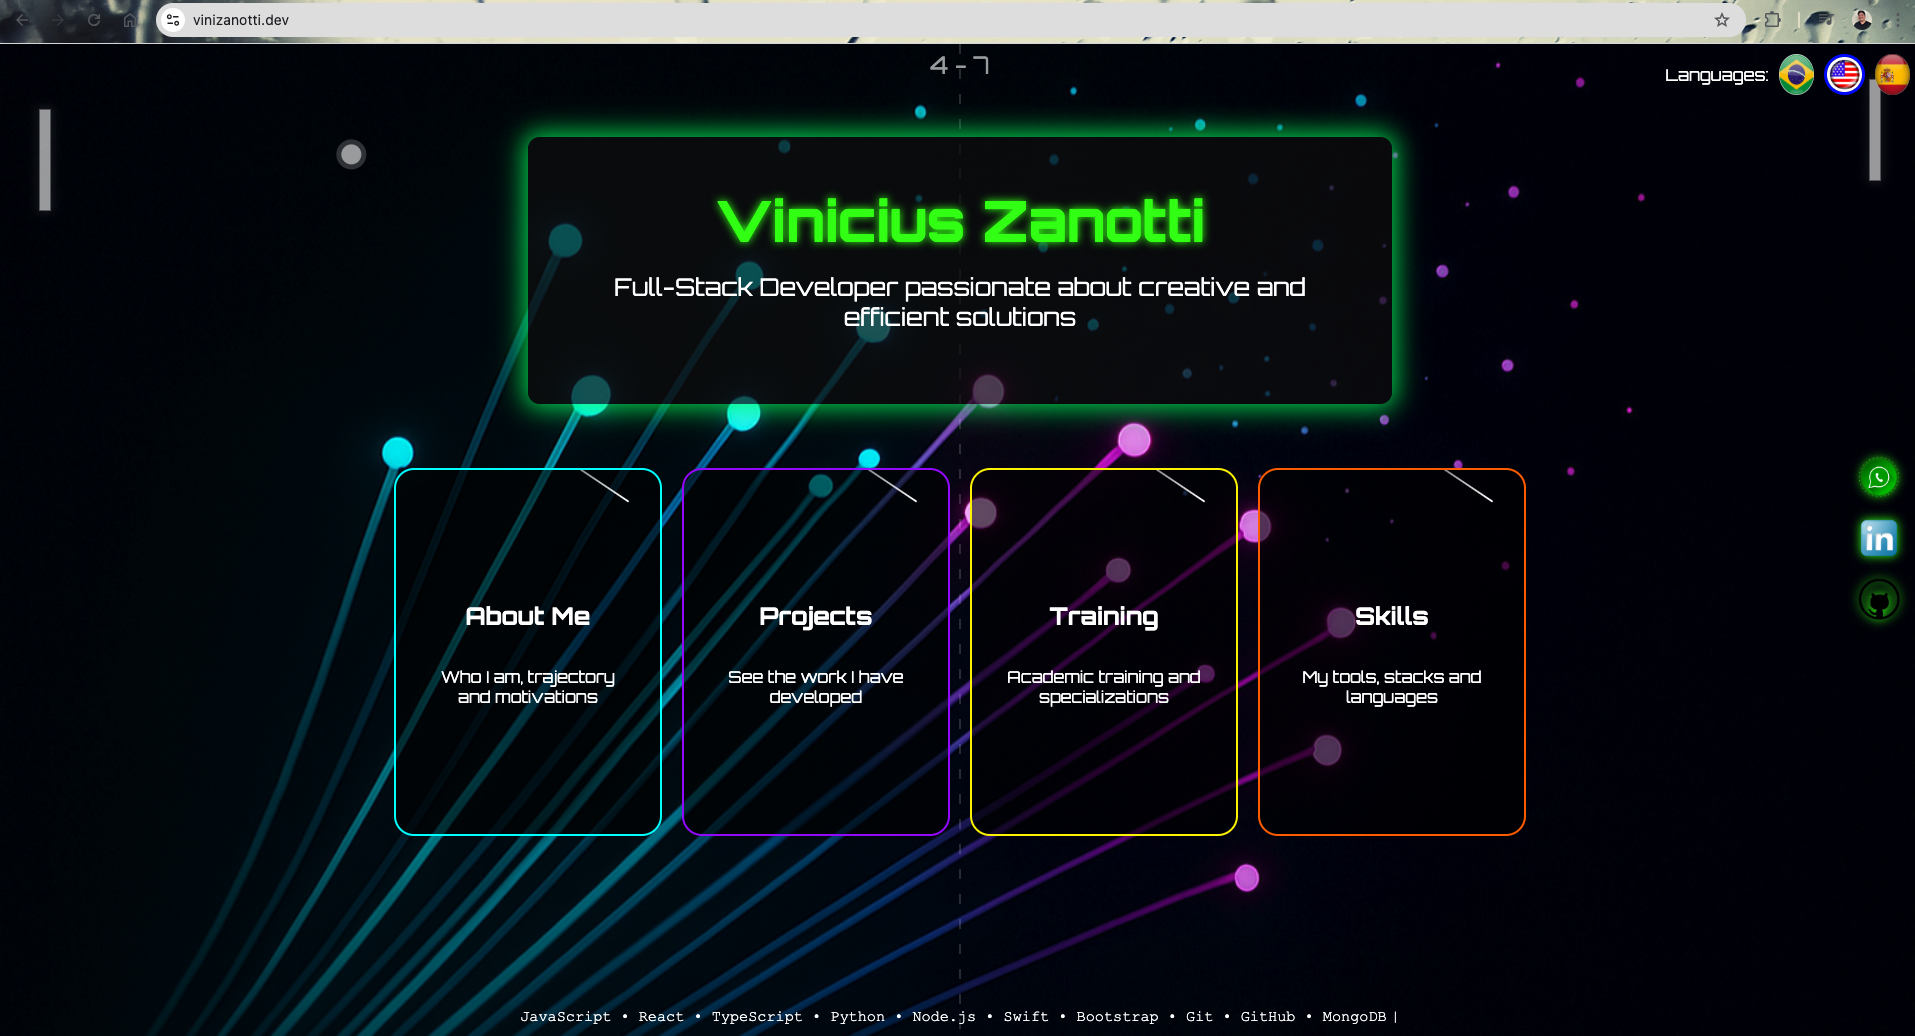 vinizanotti.dev
4 - 7
Languages:
Vinicius Zanotti
Full-Stack Developer passionate about creative and
efficient solutions
About Me
Who I am, trajectory
and motivations
Projects
See the work I have
developed
Training
Academic training and
specializations
Skills
My tools, stacks and
languages
in
JavaScript • React • TypeScript • Python • Node.js • Swift • Bootstrap • Git • GitHub • MongoDB |